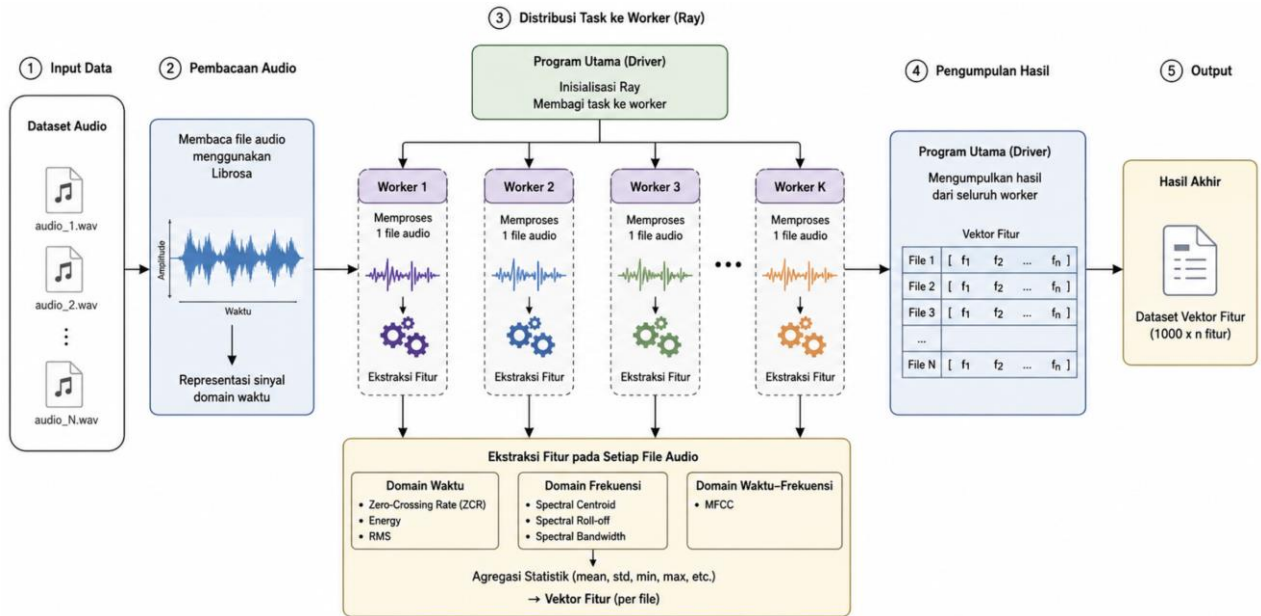 ③ Distribusi Task ke Worker (Ray)
① Input Data
② Pembacaan Audio
④ Pengumpulan Hasil
⑤ Output
Dataset Audio
audio_1.wav
audio_2.wav
⋮
audio_N.wav
Membaca file audio
menggunakan
Librosa
Amplitude
Waktu
Representasi sinyal
domain waktu
Program Utama (Driver)
Inisialisasi Ray
Membagi task ke worker
Worker 1
Memproses
1 file audio
Ekstraksi Fitur
Worker 2
Memproses
1 file audio
Ekstraksi Fitur
Worker 3
Memproses
1 file audio
Ekstraksi Fitur
•••
Worker K
Memproses
1 file audio
Ekstraksi Fitur
Ekstraksi Fitur pada Setiap File Audio
Domain Waktu
• Zero-Crossing Rate (ZCR)
• Energy
• RMS
Domain Frekuensi
• Spectral Centroid
• Spectral Roll-off
• Spectral Bandwidth
Domain Waktu–Frekuensi
• MFCC
Agregasi Statistik (mean, std, min, max, etc.)
→ Vektor Fitur (per file)
Program Utama (Driver)
Mengumpulkan hasil
dari seluruh worker
Vektor Fitur
File 1 [ f₁ f₂ ... fₙ ]
File 2 [ f₁ f₂ ... fₙ ]
File 3 [ f₁ f₂ ... fₙ ]
...
File N [ f₁ f₂ ... fₙ ]
Hasil Akhir
Dataset Vektor Fitur
(1000 x n fitur)